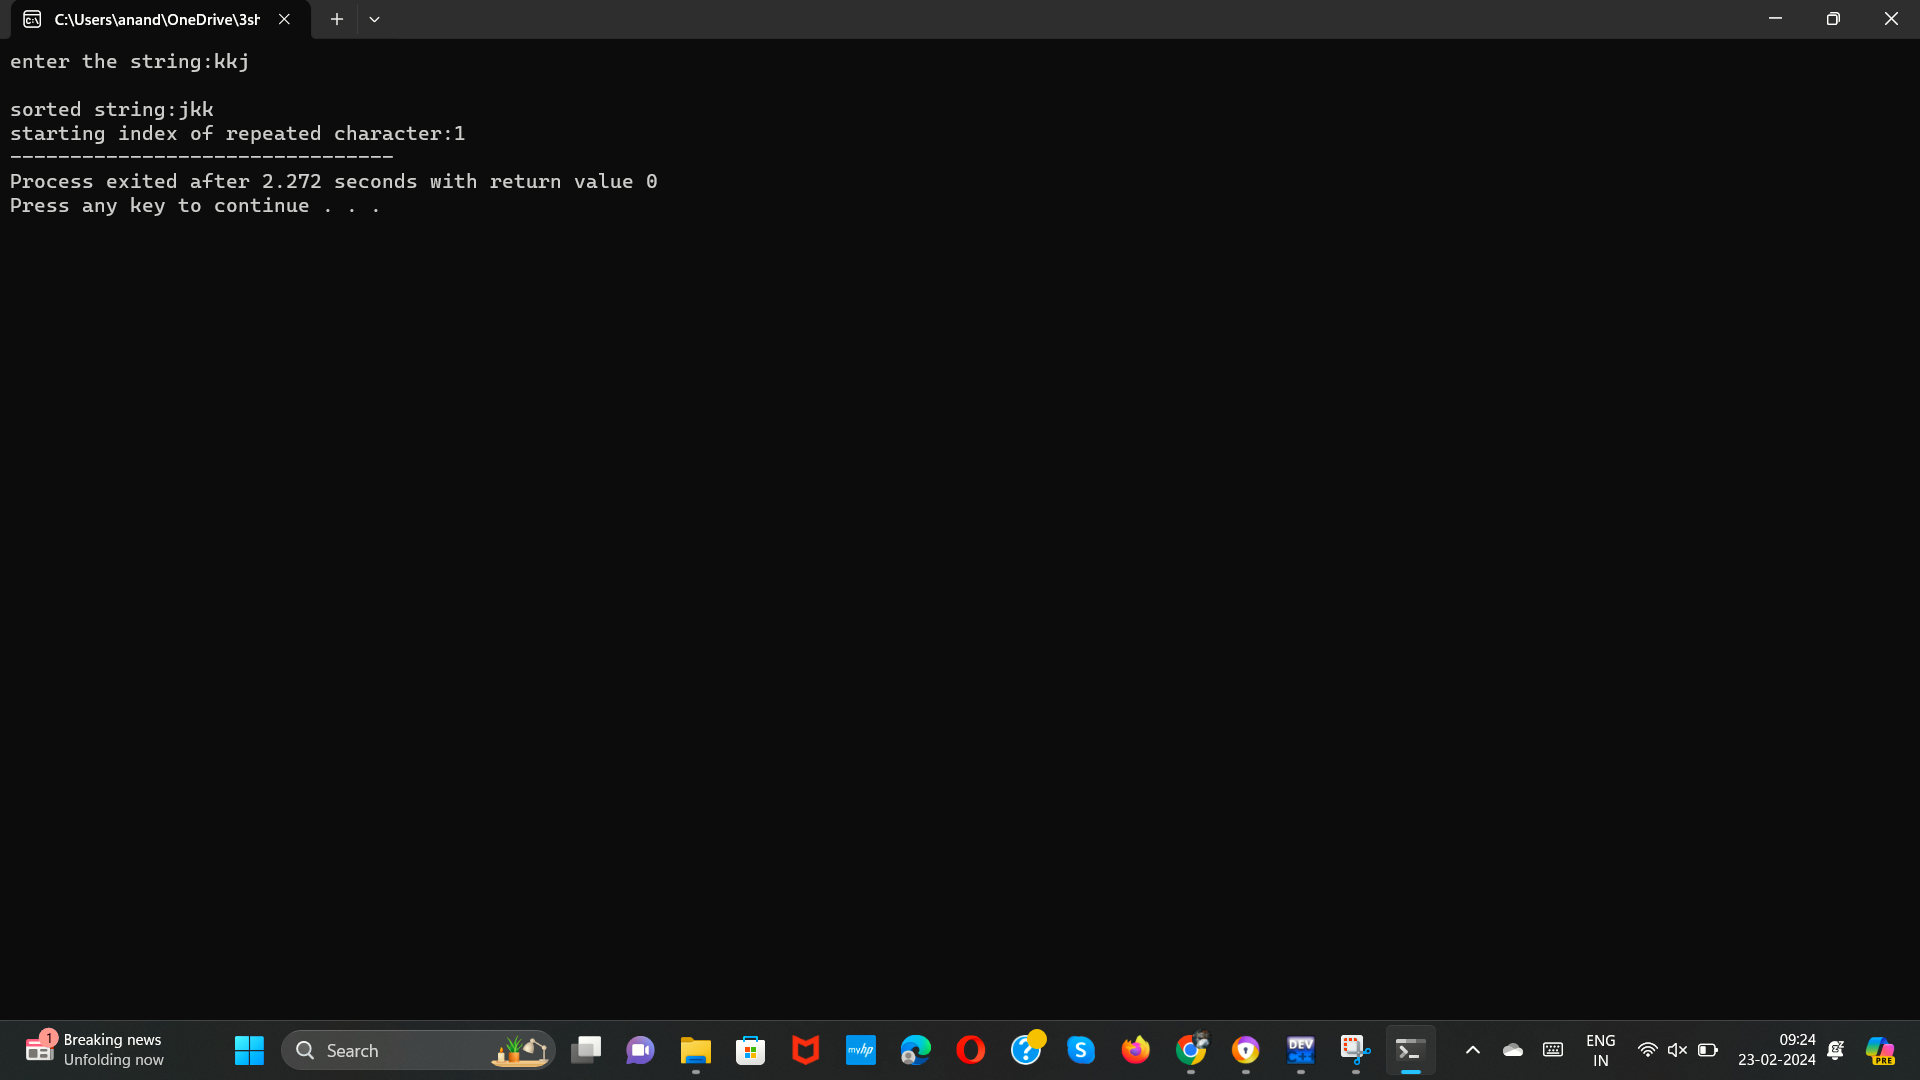 C:\Users\anand\OneDrive\3sh
enter the string:kkj
sorted string:jkk
starting index of repeated character:1
--------------------------------
Process exited after 2.272 seconds with return value 0
Press any key to continue . . .
1
Breaking news
Unfolding now
Search
myhp
S
DEV
C++
ENG
IN
09:24
23-02-2024
PRE